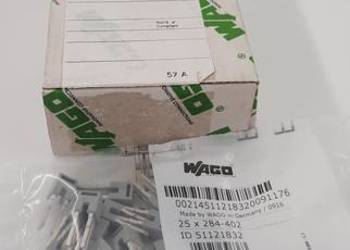 57 A
WAGO
WAGO
WAGO
00214511218320091176
Made by WAGO in Germany / 0916
25 x 284-402
ID 51121832